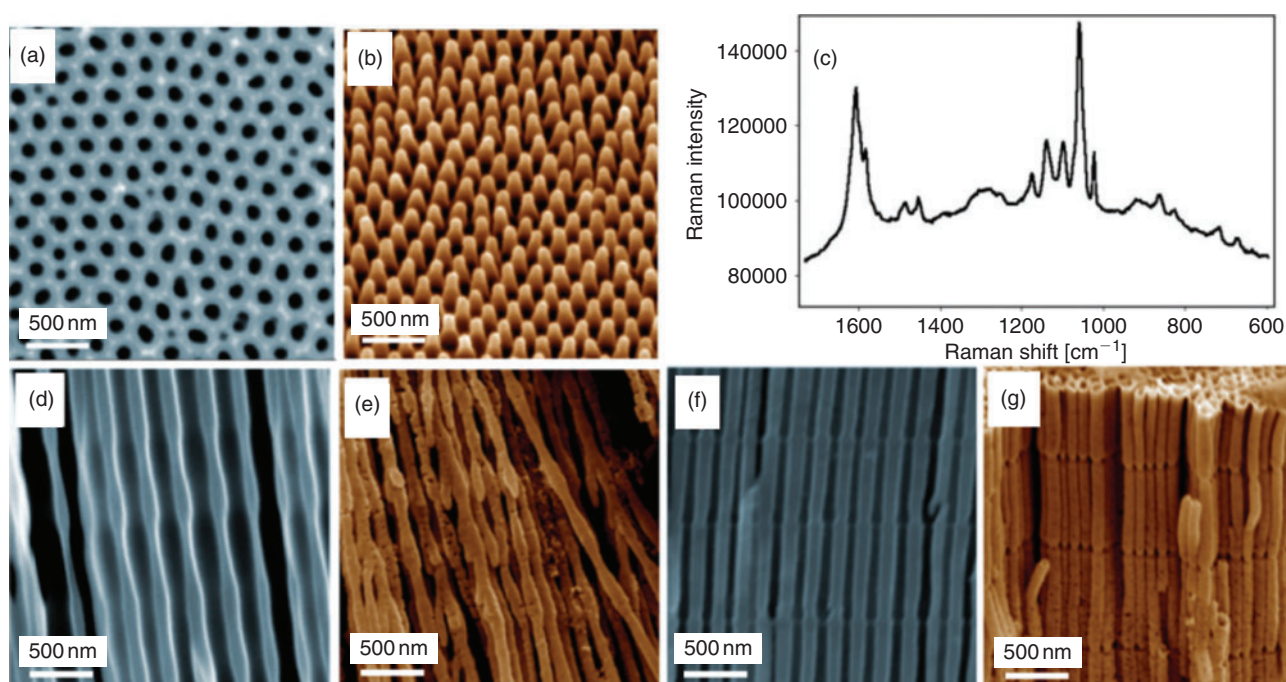 (a)
500 nm
(b)
500 nm
(c)
Raman intensity
140000
120000
100000
80000
1600 1400 1200 1000 800 600
Raman shift [cm⁻¹]
(d)
500 nm
(e)
500 nm
(f)
500 nm
(g)
500 nm